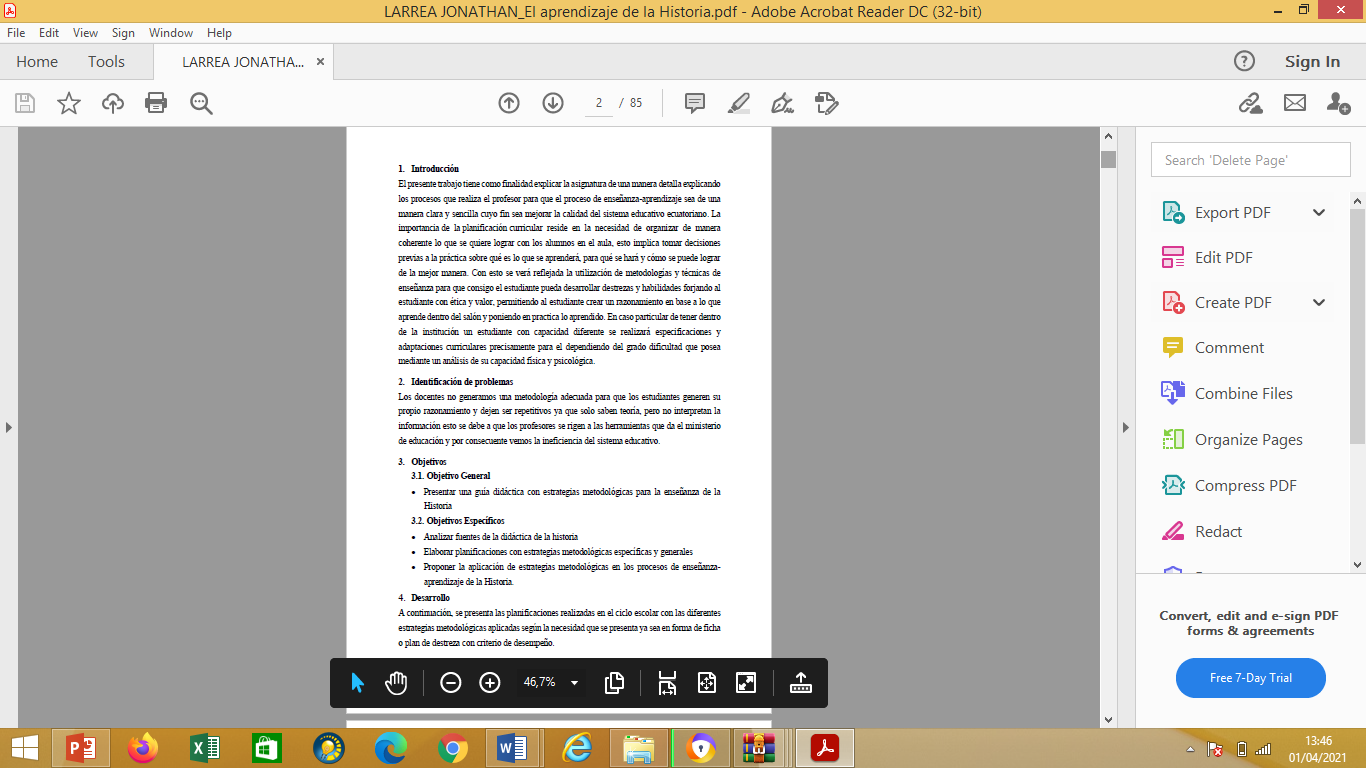 LARREA JONATHAN_El aprendizaje de la Historia.pdf - Adobe Acrobat Reader DC (32-bit)
File Edit View Sign Window Help
Home Tools LARREA JONATHA... × Sign In
2 / 85
1. Introducción
El presente trabajo tiene como finalidad explicar la asignatura de una manera detalla explicando
los procesos que realiza el profesor para que el proceso de enseñanza-aprendizaje sea de una
manera clara y sencilla cuyo fin sea mejorar la calidad del sistema educativo ecuatoriano. La
importancia de la planificación curricular reside en la necesidad de organizar de manera
coherente lo que se quiere lograr con los alumnos en el aula, esto implica tomar decisiones
previas a la práctica sobre qué es lo que se aprenderá, para qué se hará y cómo se puede lograr
de la mejor manera. Con esto se verá reflejada la utilización de metodologías y técnicas de
enseñanza para que consigo el estudiante pueda desarrollar destrezas y habilidades forjando al
estudiante con ética y valor, permitiendo al estudiante crear un razonamiento en base a lo que
aprende dentro del salón y poniendo en practica lo aprendido. En caso particular de tener dentro
de la institución un estudiante con capacidad diferente se realizará especificaciones y
adaptaciones curriculares precisamente para el dependiendo del grado dificultad que posea
mediante un análisis de su capacidad física y psicológica.
2. Identificación de problemas
Los docentes no generamos una metodología adecuada para que los estudiantes generen su
propio razonamiento y dejen ser repetitivos ya que solo saben teoría, pero no interpretan la
información esto se debe a que los profesores se rigen a las herramientas que da el ministerio
de educación y por consecuente vemos la ineficiencia del sistema educativo.
3. Objetivos
3.1. Objetivo General
• Presentar una guía didáctica con estrategias metodológicas para la enseñanza de la
Historia
3.2. Objetivos Específicos
• Analizar fuentes de la didáctica de la historia
• Elaborar planificaciones con estrategias metodológicas específicas y generales
• Proponer la aplicación de estrategias metodológicas en los procesos de enseñanza-
aprendizaje de la Historia.
4. Desarrollo
A continuación, se presenta las planificaciones realizadas en el ciclo escolar con las diferentes
estrategias metodológicas aplicadas según la necesidad que se presenta ya sea en forma de ficha
o plan de destreza con criterio de desempeño.
46,7%
Search 'Delete Page'
Export PDF
Edit PDF
Create PDF
Comment
Combine Files
Organize Pages
Compress PDF
Redact
Convert, edit and e-sign PDF
forms & agreements
Free 7-Day Trial
13:46
01/04/2021